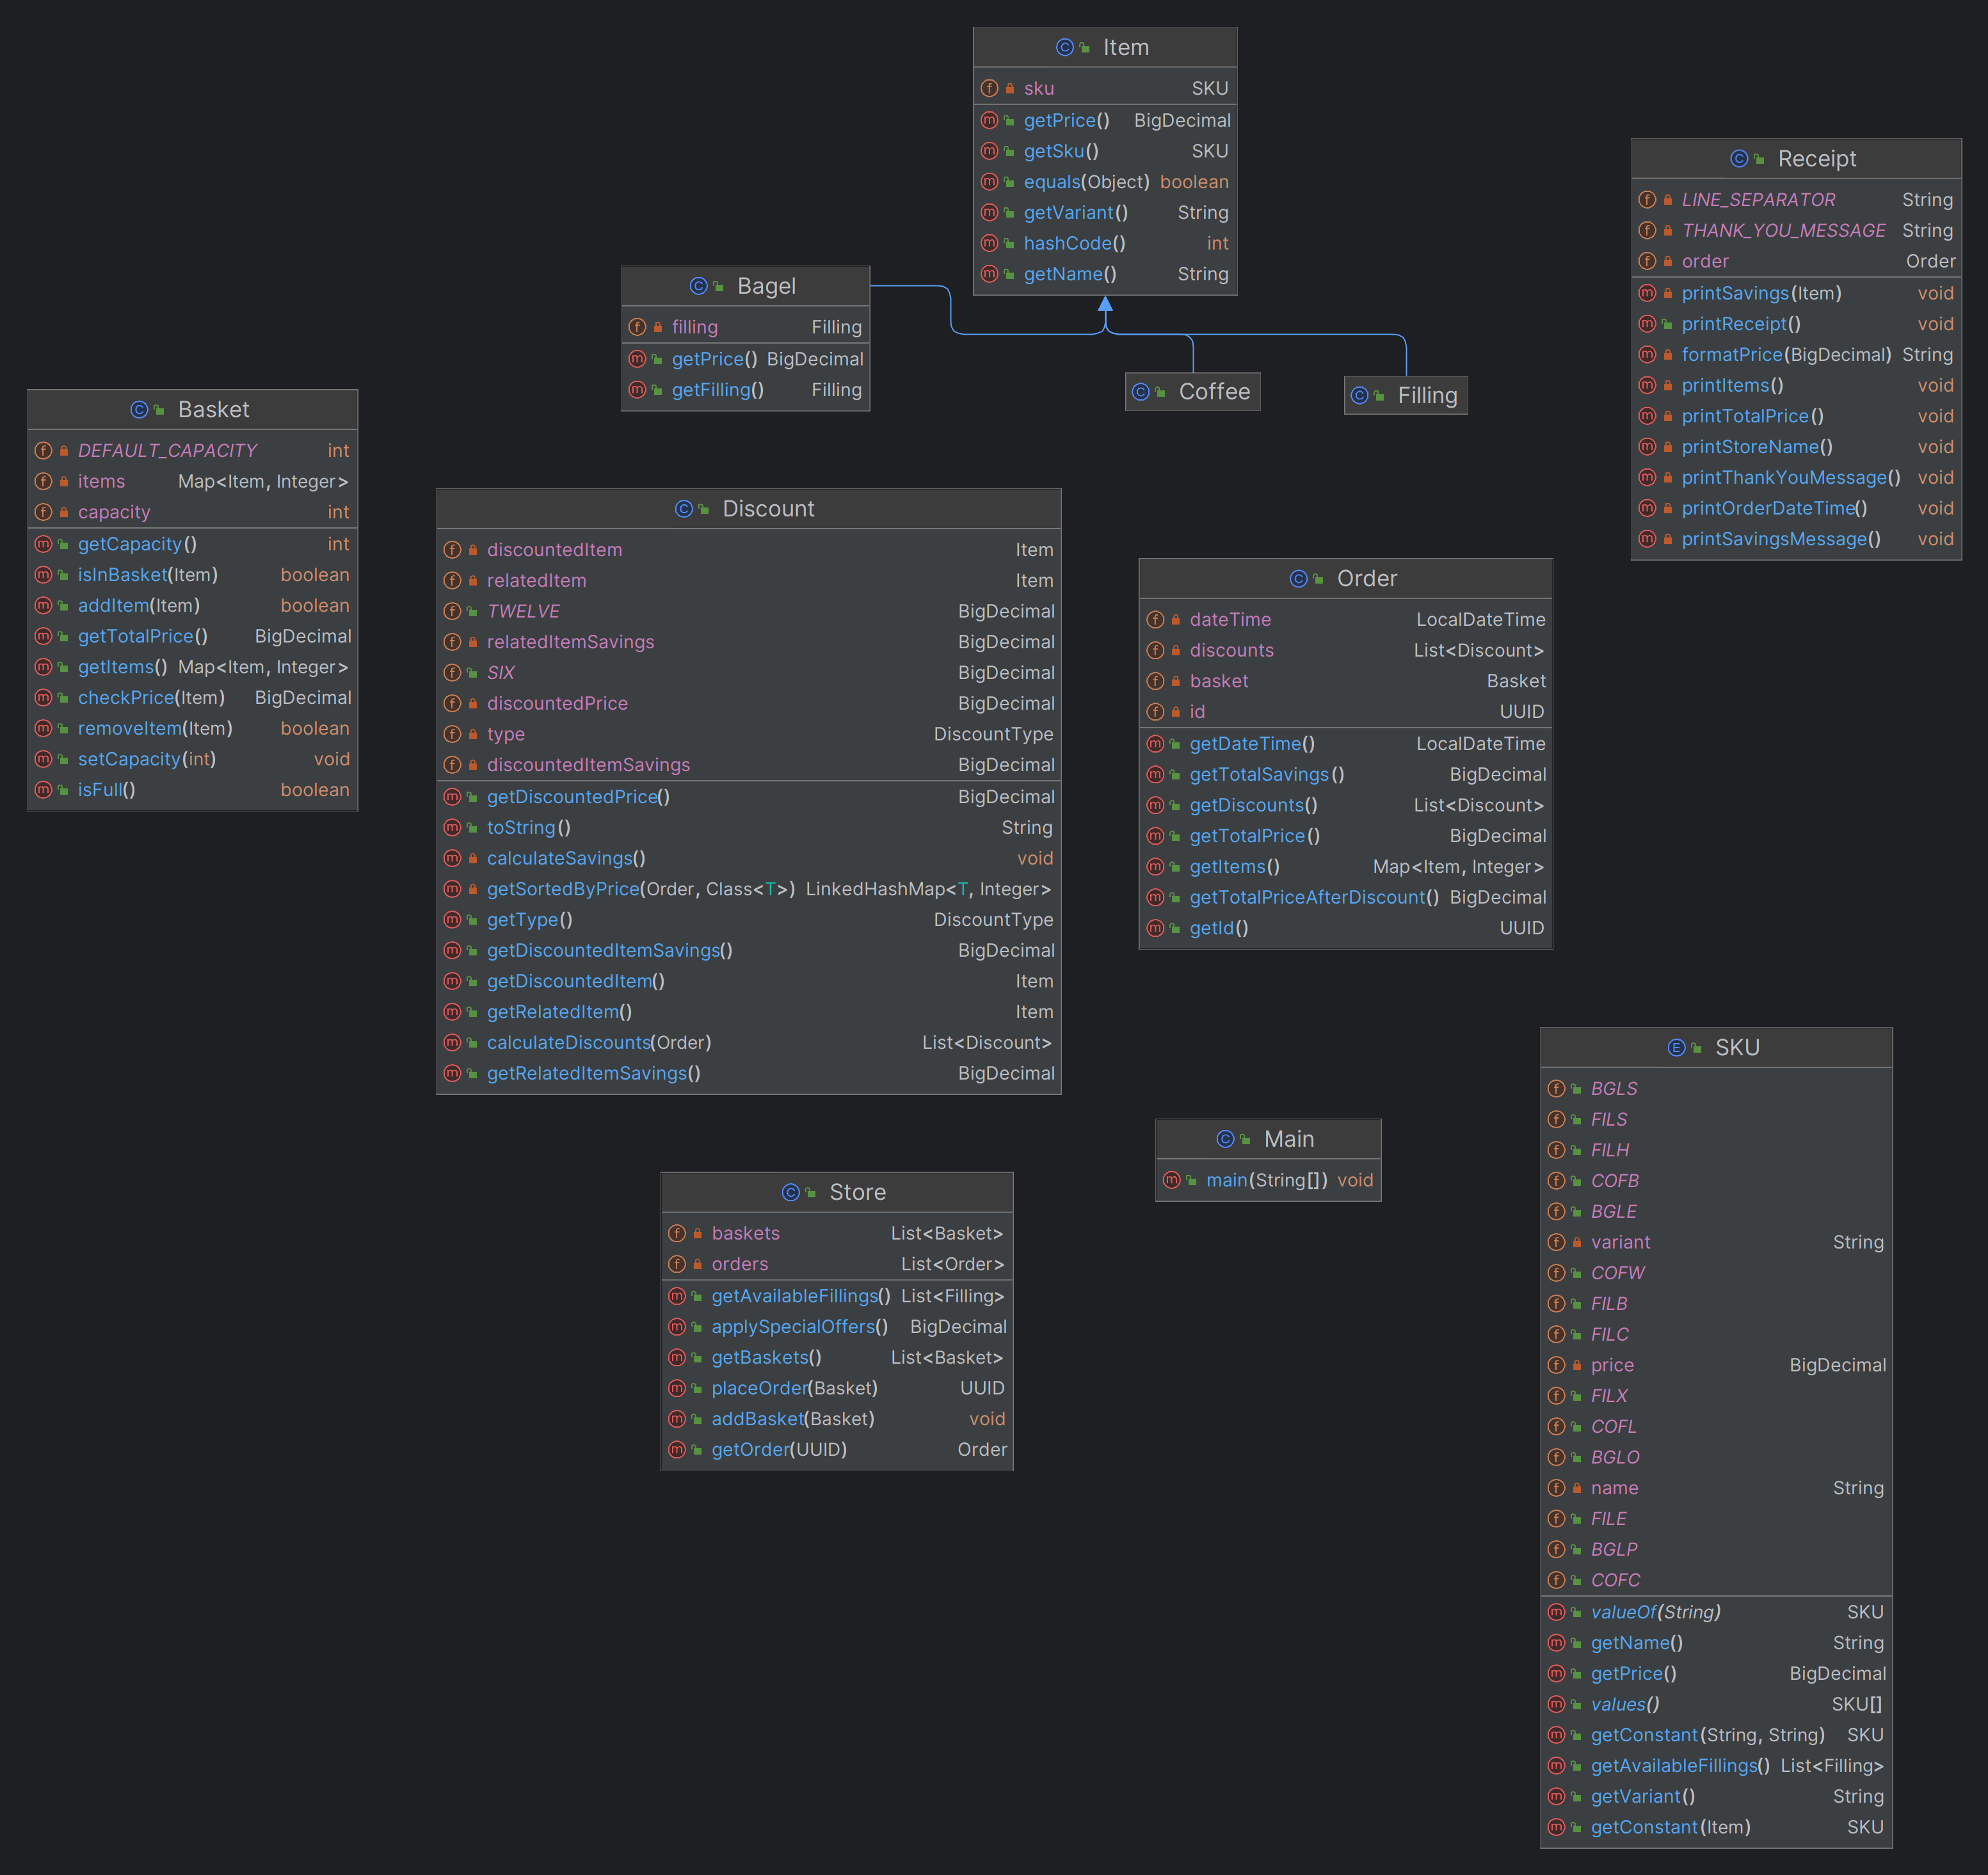 Item
sku SKU
getPrice() BigDecimal
getSku() SKU
equals(Object) boolean
getVariant() String
hashCode() int
getName() String
Receipt
LINE_SEPARATOR String
THANK_YOU_MESSAGE String
order Order
printSavings(Item) void
printReceipt() void
formatPrice(BigDecimal) String
printItems() void
printTotalPrice() void
printStoreName() void
printThankYouMessage() void
printOrderDateTime() void
printSavingsMessage() void
Bagel
filling Filling
getPrice() BigDecimal
getFilling() Filling
Coffee
Filling
Basket
DEFAULT_CAPACITY int
items Map<Item, Integer>
capacity int
getCapacity() int
isInBasket(Item) boolean
addItem(Item) boolean
getTotalPrice() BigDecimal
getItems() Map<Item, Integer>
checkPrice(Item) BigDecimal
removeItem(Item) boolean
setCapacity(int) void
isFull() boolean
Discount
discountedItem Item
relatedItem Item
TWELVE BigDecimal
relatedItemSavings BigDecimal
SIX BigDecimal
discountedPrice BigDecimal
type DiscountType
discountedItemSavings BigDecimal
getDiscountedPrice() BigDecimal
toString() String
calculateSavings() void
getSortedByPrice(Order, Class<T>) LinkedHashMap<T, Integer>
getType() DiscountType
getDiscountedItemSavings() BigDecimal
getDiscountedItem() Item
getRelatedItem() Item
calculateDiscounts(Order) List<Discount>
getRelatedItemSavings() BigDecimal
Order
dateTime LocalDateTime
discounts List<Discount>
basket Basket
id UUID
getDateTime() LocalDateTime
getTotalSavings() BigDecimal
getDiscounts() List<Discount>
getTotalPrice() BigDecimal
getItems() Map<Item, Integer>
getTotalPriceAfterDiscount() BigDecimal
getId() UUID
Main
main(String[]) void
Store
baskets List<Basket>
orders List<Order>
getAvailableFillings() List<Filling>
applySpecialOffers() BigDecimal
getBaskets() List<Basket>
placeOrder(Basket) UUID
addBasket(Basket) void
getOrder(UUID) Order
SKU
BGLS
FILS
FILH
COFB
BGLE
variant String
COFW
FILB
FILC
price BigDecimal
FILX
COFL
BGLO
name String
FILE
BGLP
COFC
valueOf(String) SKU
getName() String
getPrice() BigDecimal
values() SKU[]
getConstant(String, String) SKU
getAvailableFillings() List<Filling>
getVariant() String
getConstant(Item) SKU